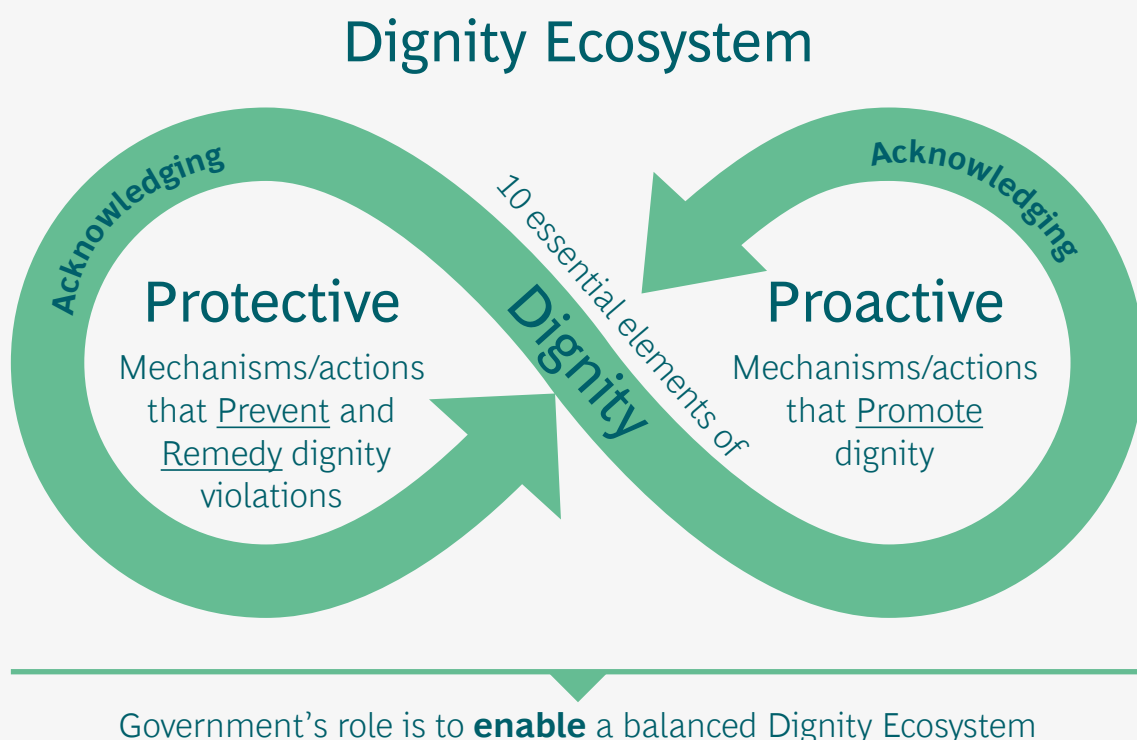 Dignity Ecosystem
Acknowledging
Protective
Mechanisms/actions
that Prevent and
Remedy dignity
violations
10 essential elements of
Dignity
Acknowledging
Proactive
Mechanisms/actions
that Promote
dignity
Government’s role is to enable a balanced Dignity Ecosystem